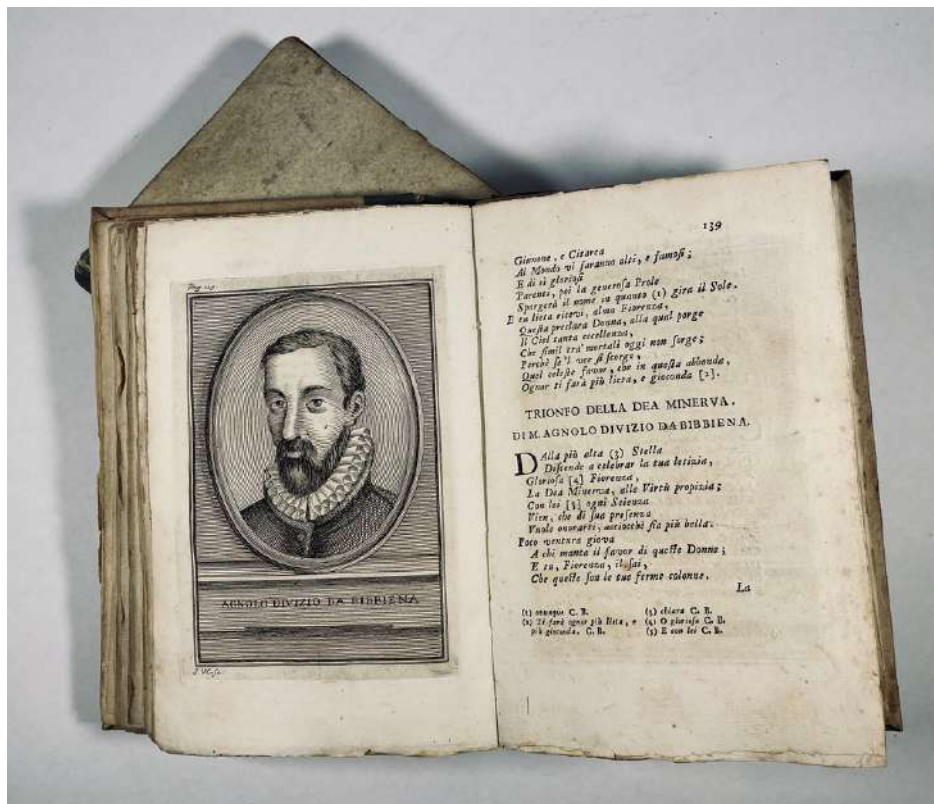 AGNOLO DIVIZIO DA BIBBIENA
139
Giunone, e Citarea
Al Mondo vi faranno alti, e famosi;
E di sì gloriosi
Parenti, poi la generosa Prole
Spargerà il nome in quanto (1) gira il Sole.
E tu lieta ricevi, alma Fiorenza,
Questa preclara Donna, alla qual porge
Il Ciel tanta eccellenza,
Che simil tra' mortali oggi non sorge;
Perchè se 'l ver si scorge,
Quel celeste favor, che in questa abbonda,
Ognor ti farà più lieta, e gioconda [2].
TRIONFO DELLA DEA MINERVA.
DI M. AGNOLO DIVIZIO DA BIBBIENA.
DAlla più alta (3) Stella
Discende a celebrar la tua letizia,
Gloriosa [4] Fiorenza,
La Dea Minerva, alle Virtù propizia;
Con lei [5] ogni Scienza
Vien, che di sua presenza
Vuole onorarti, acciocchè sia più bella.
Poco ventura giova
A chi manca il favor di queste Donne;
E tu, Fiorenza, il sai,
Che queste son le tue ferme colonne.
La
(1) ovunque C. B.
(2) Ti farà ognor più lieta, e
più gioconda. C. B.
(3) chiara C. B.
(4) O gloriosa C. B.
(5) E con lei C. B.